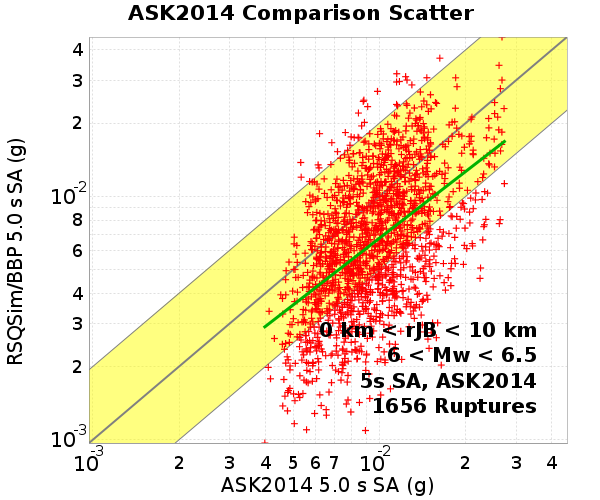 ASK2014 Comparison Scatter
RSQSim/BBP 5.0 s SA (g)
4
3
2
10⁻²
8
6
4
3
2
10⁻³
0 km < rJB < 10 km
6 < Mw < 6.5
5s SA, ASK2014
1656 Ruptures
10⁻³ 2 3 4 5 6 7 10⁻² 2 3 4
ASK2014 5.0 s SA (g)